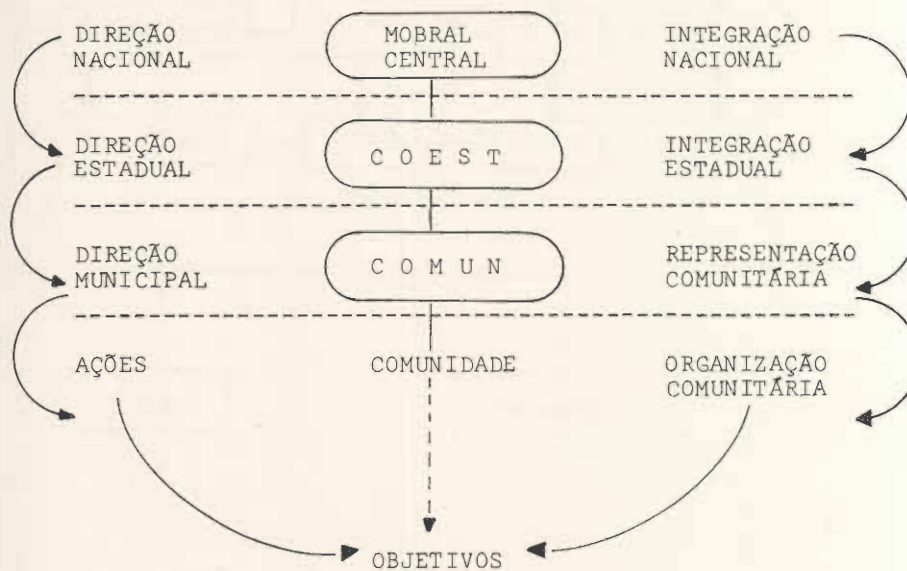 DIREÇÃO
NACIONAL
MOBRAL
CENTRAL
INTEGRAÇÃO
NACIONAL
DIREÇÃO
ESTADUAL
C O E S T
INTEGRAÇÃO
ESTADUAL
DIREÇÃO
MUNICIPAL
C O M U N
REPRESENTAÇÃO
COMUNITÁRIA
AÇÕES
COMUNIDADE
ORGANIZAÇÃO
COMUNITÁRIA
OBJETIVOS